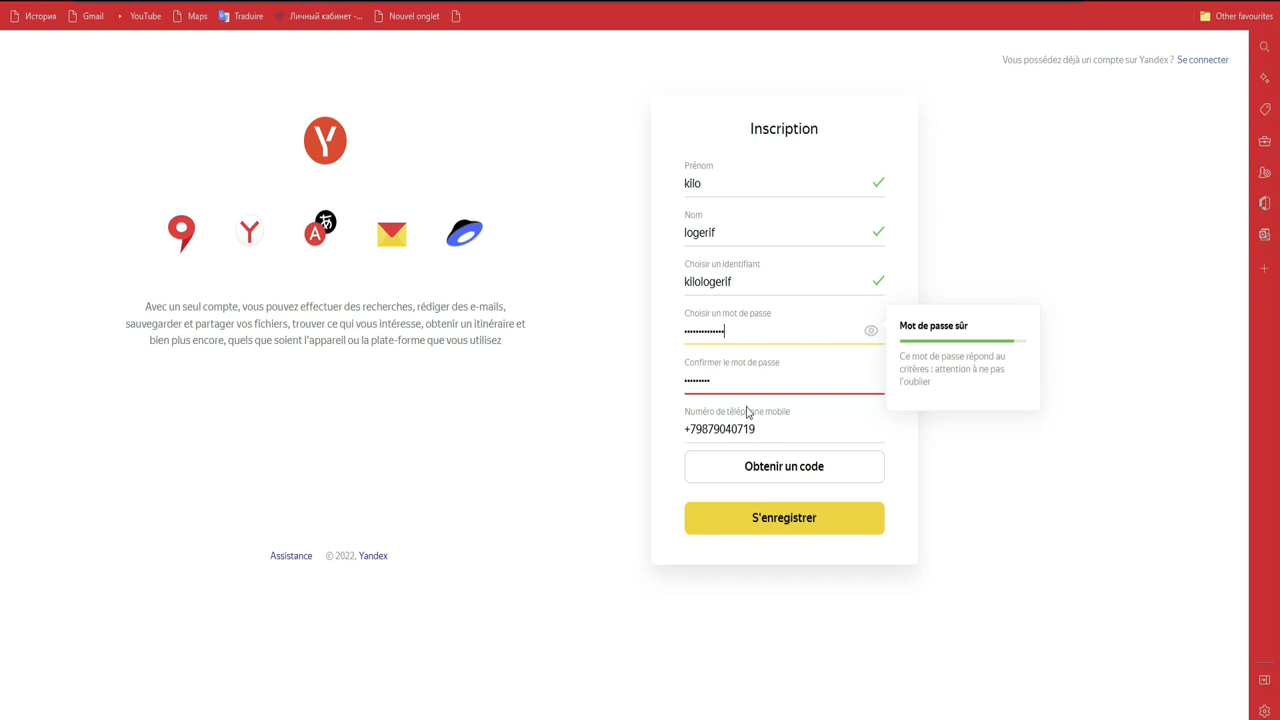 История Gmail YouTube Maps Traduire Личный кабинет -... Nouvel onglet Other favourites
Vous possédez déjà un compte sur Yandex ? Se connecter
Inscription
Prénom
kilo
Nom
logerif
Choisir un identifiant
kilologerif
Choisir un mot de passe
••••••••••••••
Confirmer le mot de passe
•••••••••
Numéro de téléphone mobile
+79879040719
Obtenir un code
S'enregistrer
Mot de passe sûr
Ce mot de passe répond au
critères : attention à ne pas
l'oublier
Y
Y
A あ
Avec un seul compte, vous pouvez effectuer des recherches, rédiger des e-mails,
sauvegarder et partager vos fichiers, trouver ce qui vous intéresse, obtenir un itinéraire et
bien plus encore, quels que soient l'appareil ou la plate-forme que vous utilisez
Assistance © 2022, Yandex